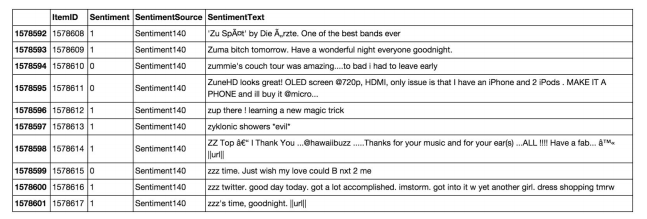 ItemID Sentiment SentimentSource SentimentText
1578592 1578608 1 Sentiment140 'Zu SpÃ¤t' by Die Ã„rzte. One of the best bands ever
1578593 1578609 1 Sentiment140 Zuma bitch tomorrow. Have a wonderful night everyone goodnight.
1578594 1578610 0 Sentiment140 zummie's couch tour was amazing....to bad i had to leave early
1578595 1578611 0 Sentiment140 ZuneHD looks great! OLED screen @720p, HDMI, only issue is that I have an iPhone and 2 iPods . MAKE IT A
PHONE and ill buy it @micro...
1578596 1578612 1 Sentiment140 zup there ! learning a new magic trick
1578597 1578613 1 Sentiment140 zyklonic showers *evil*
1578598 1578614 1 Sentiment140 ZZ Top â€“ I Thank You ...@hawaiibuzz .....Thanks for your music and for your ear(s) ...ALL !!!! Have a fab... â™«
||url||
1578599 1578615 0 Sentiment140 zzz time. Just wish my love could B nxt 2 me
1578600 1578616 1 Sentiment140 zzz twitter. good day today. got a lot accomplished. imstorm. got into it w yet another girl. dress shopping tmrw
1578601 1578617 1 Sentiment140 zzz's time, goodnight. ||url||